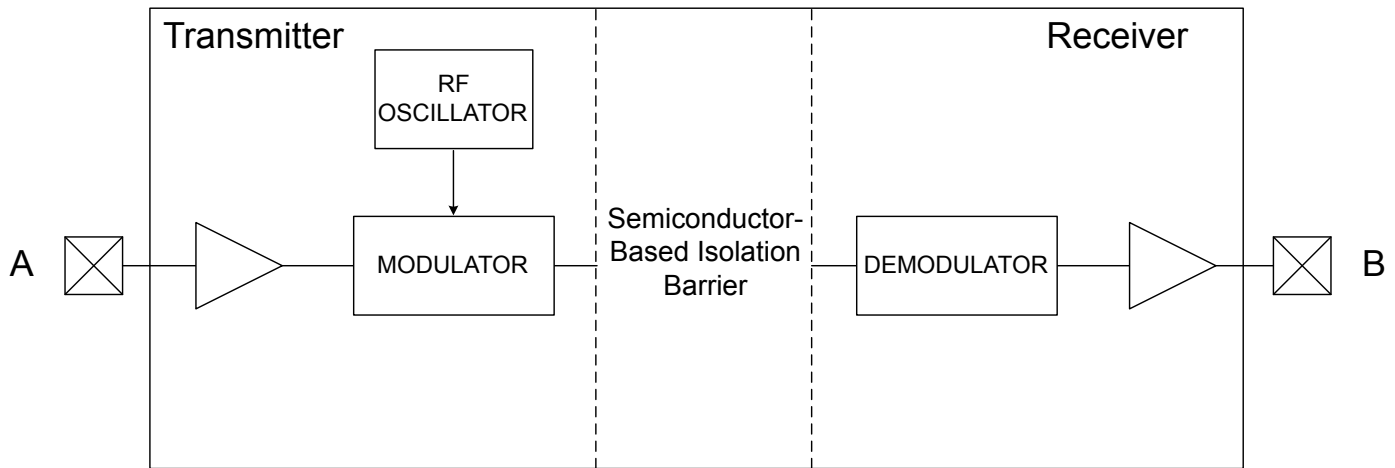 Transmitter
Receiver
RF
OSCILLATOR
A
MODULATOR
Semiconductor-
Based Isolation
Barrier
DEMODULATOR
B